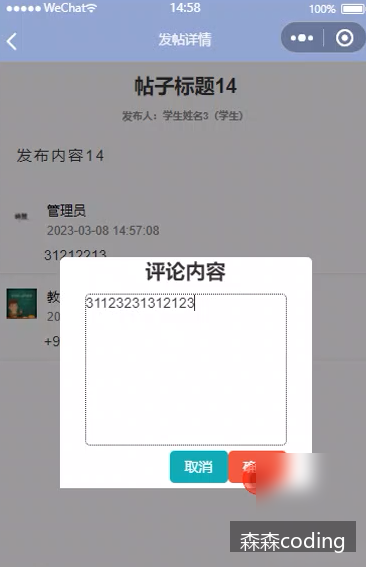 WeChat
14:58
100%
发帖详情
帖子标题14
发布人：学生姓名3（学生）
发布内容14
管理员
2023-03-08 14:57:08
31212213
教
20
+9
评论内容
31123231312123
取消
森森coding